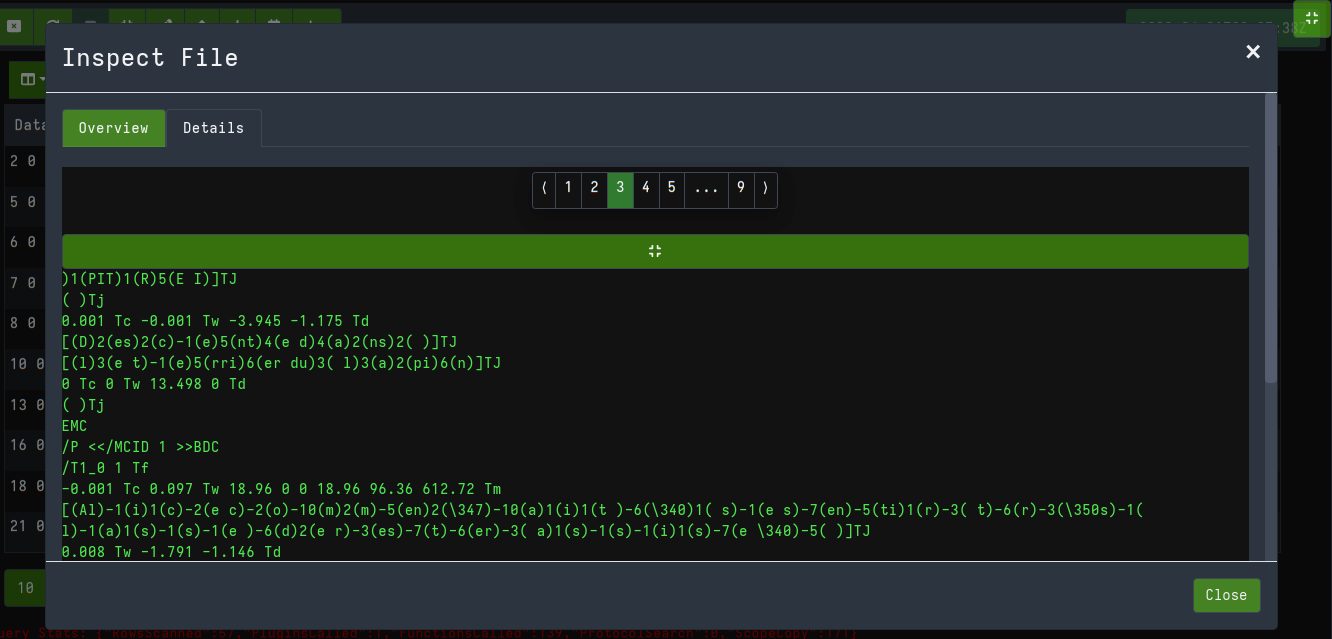 Inspect File
×
Overview
Details
⟨ 1 2 3 4 5 ... 9 ⟩
)1(PIT)1(R)5(E I)]TJ
( )Tj
0.001 Tc -0.001 Tw -3.945 -1.175 Td
[(D)2(es)2(c)-1(e)5(nt)4(e d)4(a)2(ns)2( )]TJ
[(l)3(e t)-1(e)5(rri)6(er du)3( l)3(a)2(pi)6(n)]TJ
0 Tc 0 Tw 13.498 0 Td
( )Tj
EMC
/P <</MCID 1 >>BDC
/T1_0 1 Tf
-0.001 Tc 0.097 Tw 18.96 0 0 18.96 96.36 612.72 Tm
[(Al)-1(i)1(c)-2(e c)-2(o)-10(m)2(m)-5(en)2(\347)-10(a)1(i)1(t )-6(\340)1( s)-1(e s)-7(en)-5(ti)1(r)-3( t)-6(r)-3(\350s)-1(
l)-1(a)1(s)-1(s)-1(e )-6(d)2(e r)-3(es)-7(t)-6(er)-3( a)1(s)-1(s)-1(i)1(s)-7(e \340)-5( )]TJ
0.008 Tw -1.791 -1.146 Td
Close
Data
2 0
5 0
6 0
7 0
8 0
10 0
13 0
16 0
18 0
21 0
10